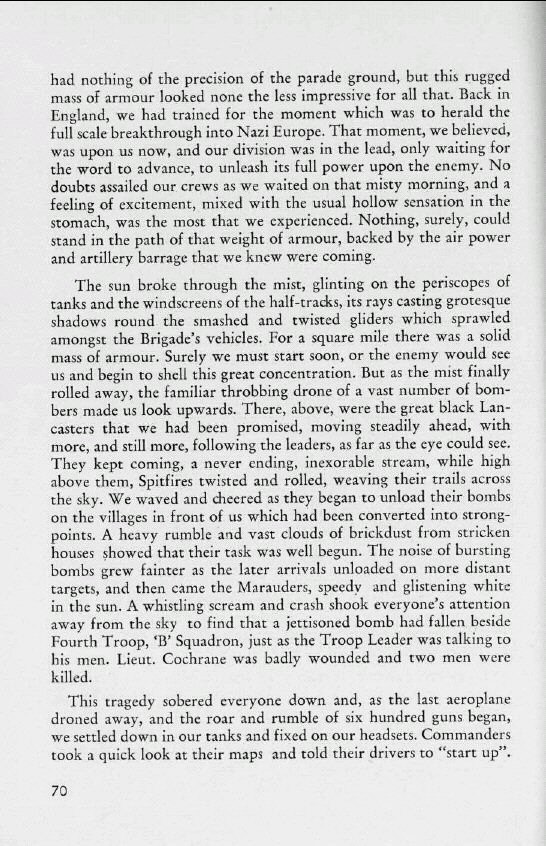 had nothing of the precision of the parade ground, but this rugged
mass of armour looked none the less impressive for all that. Back in
England, we had trained for the moment which was to herald the
full scale breakthrough into Nazi Europe. That moment, we believed,
was upon us now, and our division was in the lead, only waiting for
the word to advance, to unleash its full power upon the enemy. No
doubts assailed our crews as we waited on that misty morning, and a
feeling of excitement, mixed with the usual hollow sensation in the
stomach, was the most that we experienced. Nothing, surely, could
stand in the path of that weight of armour, backed by the air power
and artillery barrage that we knew were coming.
The sun broke through the mist, glinting on the periscopes of
tanks and the windscreens of the half-tracks, its rays casting grotesque
shadows round the smashed and twisted gliders which sprawled
amongst the Brigade's vehicles. For a square mile there was a solid
mass of armour. Surely we must start soon, or the enemy would see
us and begin to shell this great concentration. But as the mist finally
rolled away, the familiar throbbing drone of a vast number of bom-
bers made us look upwards. There, above, were the great black Lan-
casters that we had been promised, moving steadily ahead, with
more, and still more, following the leaders, as far as the eye could see.
They kept coming, a never ending, inexorable stream, while high
above them, Spitfires twisted and rolled, weaving their trails across
the sky. We waved and cheered as they began to unload their bombs
on the villages in front of us which had been converted into strong-
points. A heavy rumble and vast clouds of brickdust from stricken
houses showed that their task was well begun. The noise of bursting
bombs grew fainter as the later arrivals unloaded on more distant
targets, and then came the Marauders, speedy and glistening white
in the sun. A whistling scream and crash shook everyone's attention
away from the sky to find that a jettisoned bomb had fallen beside
Fourth Troop, 'B' Squadron, just as the Troop Leader was talking to
his men. Lieut. Cochrane was badly wounded and two men were
killed.
This tragedy sobered everyone down and, as the last aeroplane
droned away, and the roar and rumble of six hundred guns began,
we settled down in our tanks and fixed on our headsets. Commanders
took a quick look at their maps and told their drivers to "start up".
70